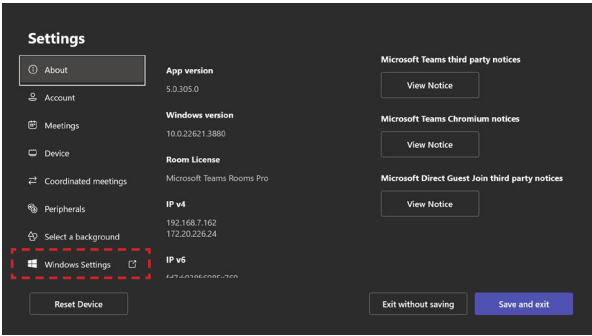 Settings
About
Account
Meetings
Device
Coordinated meetings
Peripherals
Select a background
Windows Settings
Reset Device
App version
5.0.305.0
Windows version
10.0.22621.3880
Room License
Microsoft Teams Rooms Pro
IP v4
192.168.7.162
172.20.226.24
IP v6
Microsoft Teams third party notices
View Notice
Microsoft Teams Chromium notices
View Notice
Microsoft Direct Guest Join third party notices
View Notice
Exit without saving
Save and exit